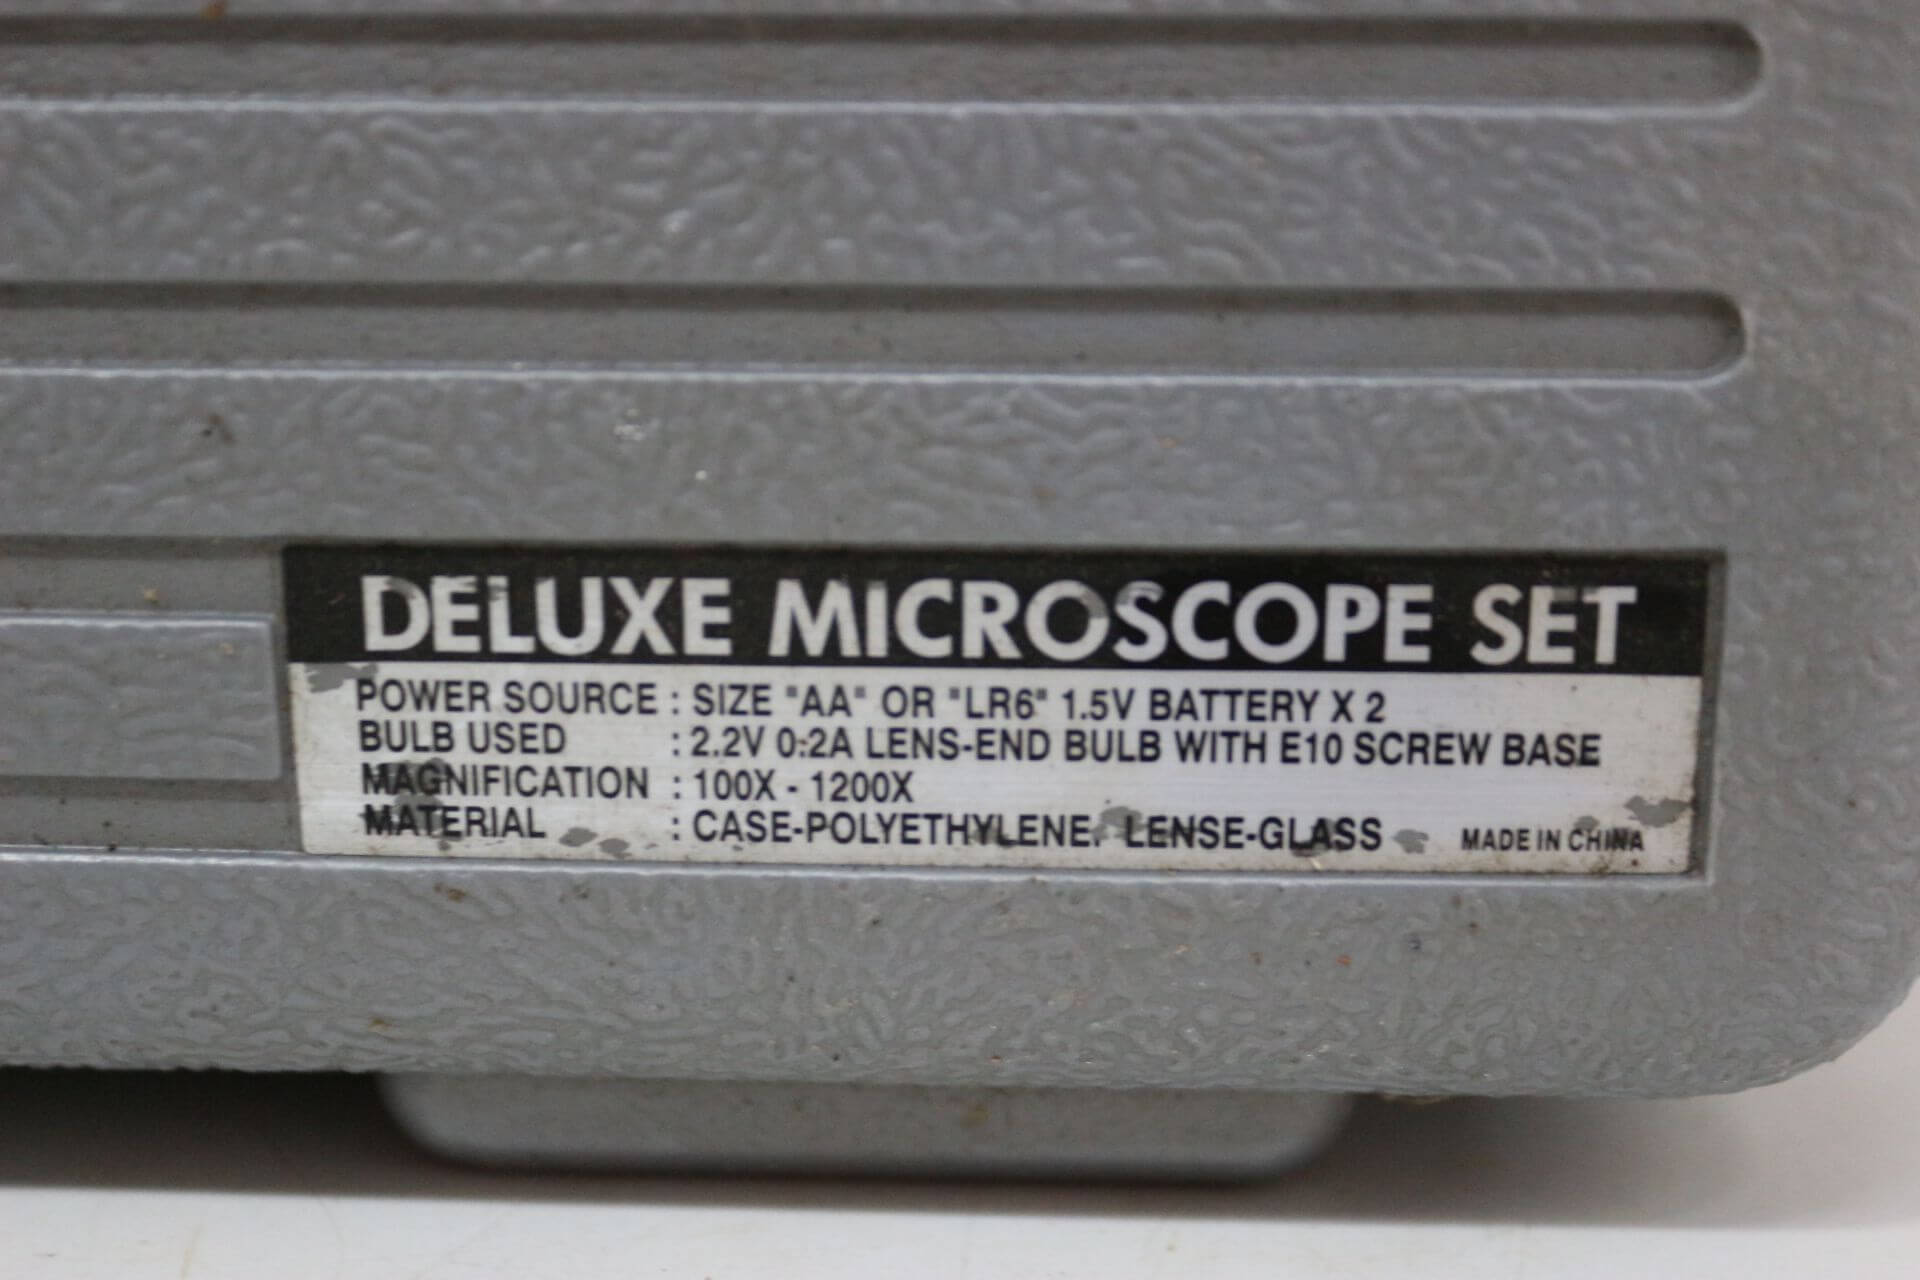 DELUXE MICROSCOPE SET
POWER SOURCE : SIZE "AA" OR "LR6" 1.5V BATTERY X 2
BULB USED : 2.2V 0.2A LENS-END BULB WITH E10 SCREW BASE
MAGNIFICATION : 100X - 1200X
MATERIAL : CASE-POLYETHYLENE. LENSE-GLASS MADE IN CHINA